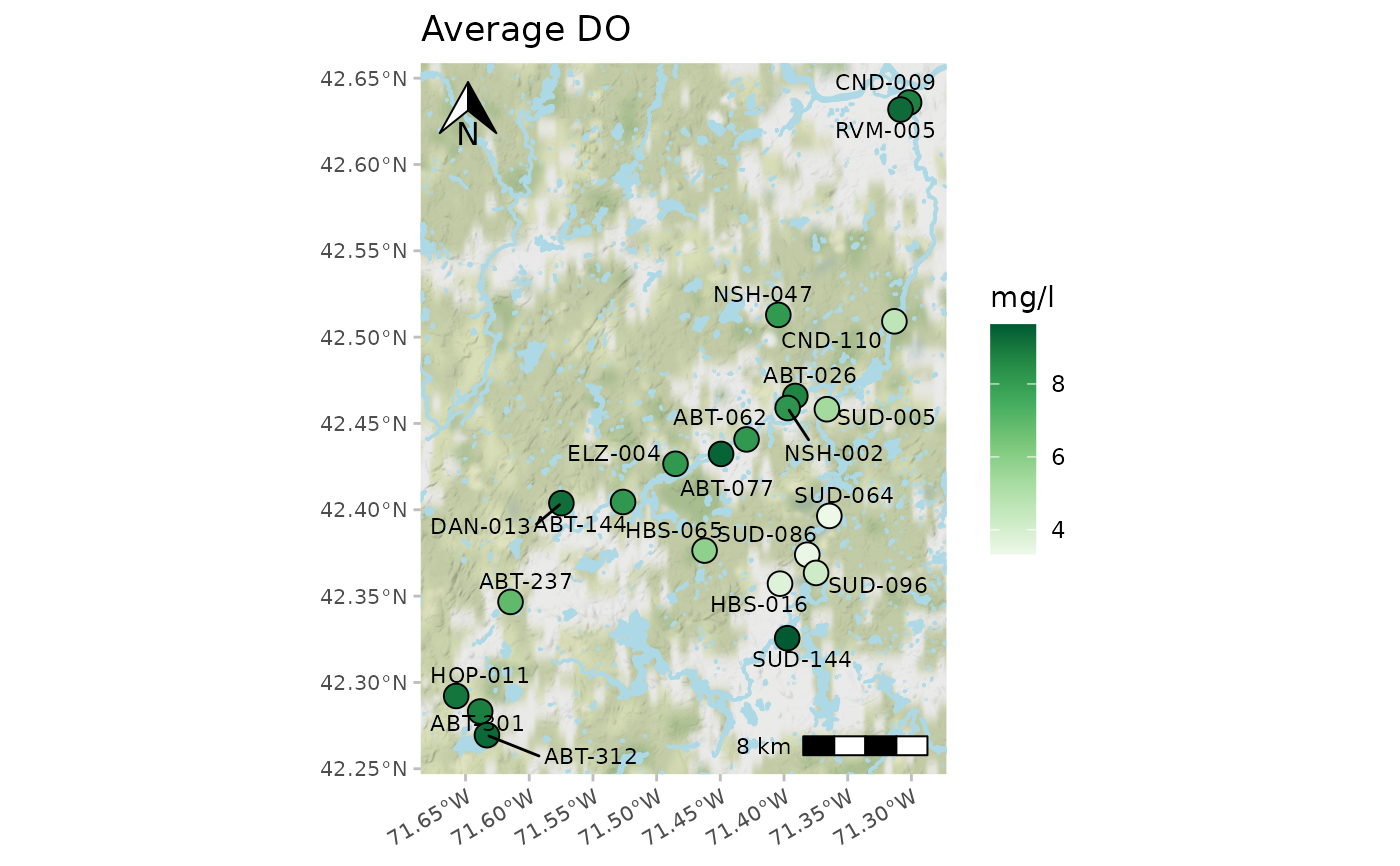 Average DO
42.65°N
42.60°N
42.55°N
42.50°N
42.45°N
42.40°N
42.35°N
42.30°N
42.25°N
N
CND-009
RVM-005
NSH-047
CND-110
ABT-026
ABT-062
SUD-005
ELZ-004
NSH-002
ABT-077
SUD-064
DAN-013
ABT-144
HBS-065
SUD-086
ABT-237
SUD-096
HBS-016
SUD-144
HOP-011
ABT-301
ABT-312
8 km
71.65°W
71.60°W
71.55°W
71.50°W
71.45°W
71.40°W
71.35°W
71.30°W
mg/l
8
6
4